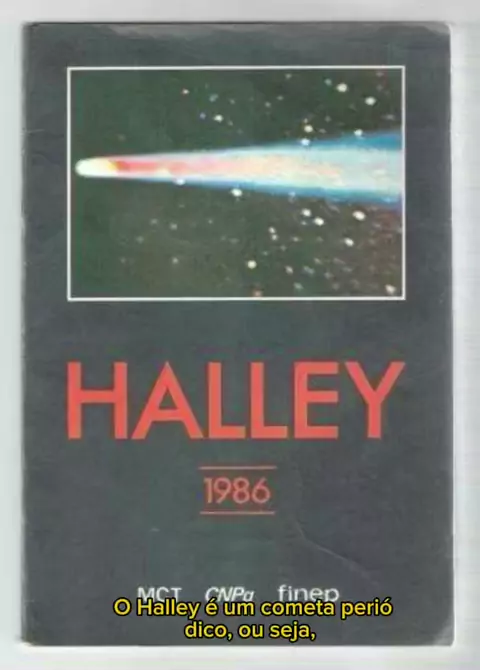 HALLEY
1986
MCT CNPq finep
O Halley é um cometa perió
dico, ou seja,